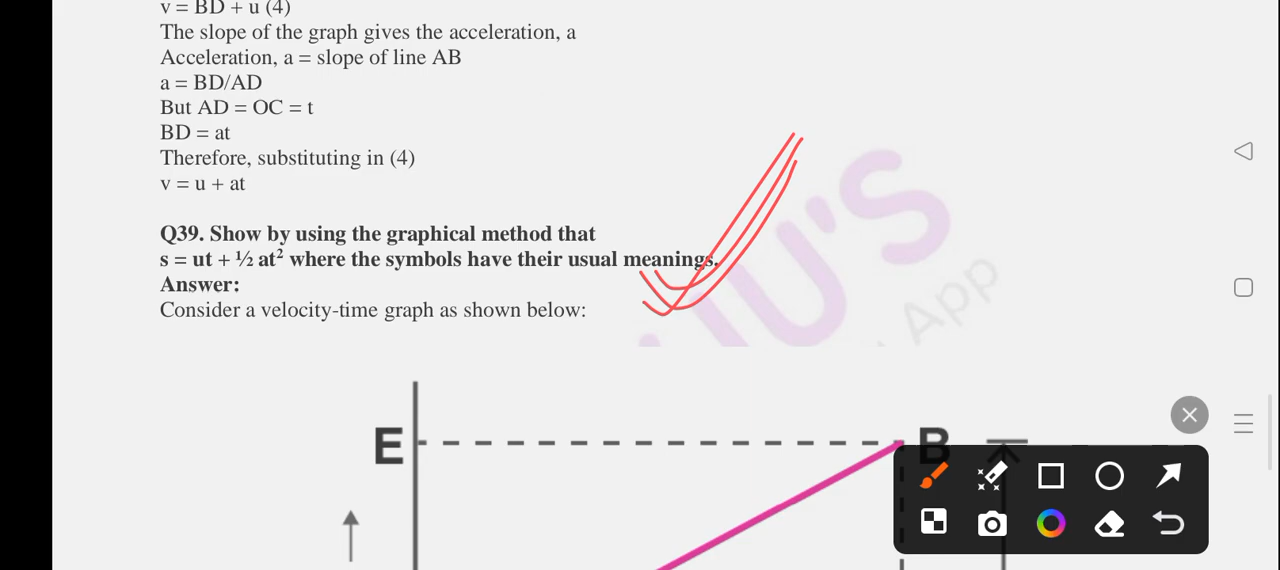 v = BD + u (4)
The slope of the graph gives the acceleration, a
Acceleration, a = slope of line AB
a = BD/AD
But AD = OC = t
BD = at
Therefore, substituting in (4)
v = u + at
Q39. Show by using the graphical method that
s = ut + ½ at² where the symbols have their usual meanings.
Answer:
Consider a velocity-time graph as shown below:
U'S
App
E
B